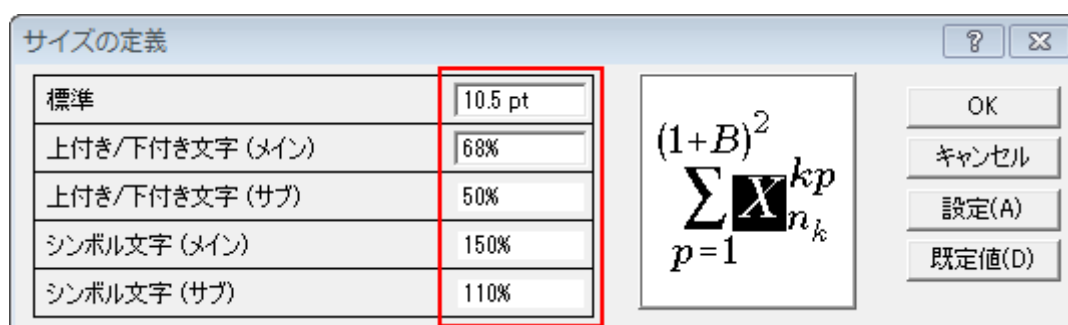 サイズの定義
標準 10.5 pt
上付き/下付き文字 (メイン) 68%
上付き/下付き文字 (サブ) 50%
シンボル文字 (メイン) 150%
シンボル文字 (サブ) 110%
(1+B)²
∑ X kp
n k
p=1
OK
キャンセル
設定(A)
既定値(D)